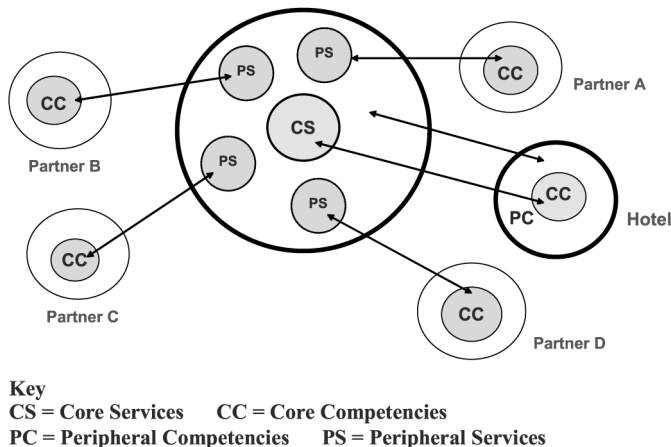 PS
PS
CC
Partner A
CC
Partner B
CS
PS
PS
CC
PC
Hotel
CC
Partner C
CC
Partner D
Key
CS = Core Services CC = Core Competencies
PC = Peripheral Competencies PS = Peripheral Services